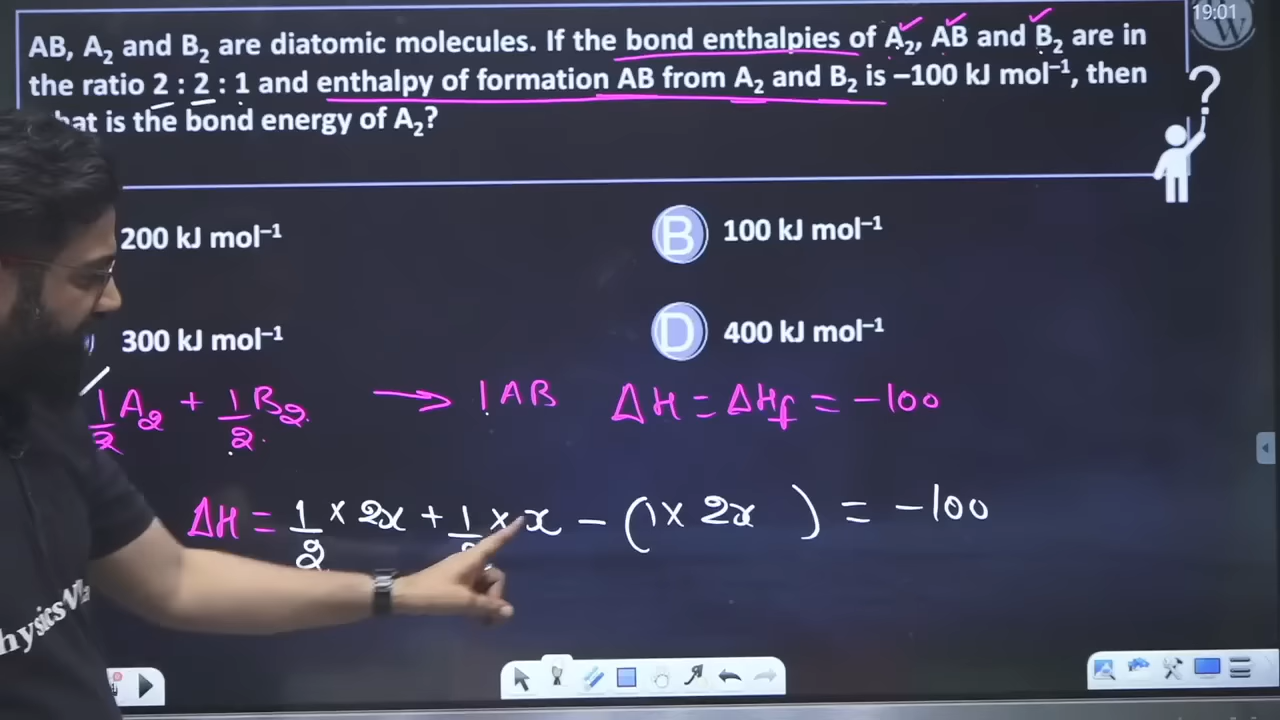 19:01
W
AB, A₂ and B₂ are diatomic molecules. If the bond enthalpies of A₂, AB and B₂ are in
the ratio 2 : 2 : 1 and enthalpy of formation AB from A₂ and B₂ is –100 kJ mol⁻¹, then
hat is the bond energy of A₂?
?
200 kJ mol⁻¹
B 100 kJ mol⁻¹
300 kJ mol⁻¹
D 400 kJ mol⁻¹
1/2 A₂ + 1/2 B₂ → 1 AB ΔH = ΔHf = –100
ΔH = 1/2 × 2x + 1/2 × x – (1 × 2x) = –100